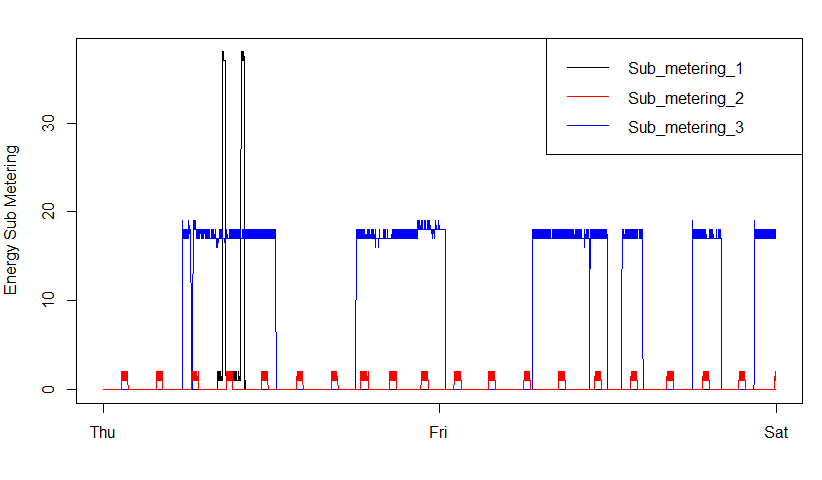 Sub_metering_1
Sub_metering_2
Sub_metering_3
Energy Sub Metering
30
20
10
0
Thu
Fri
Sat